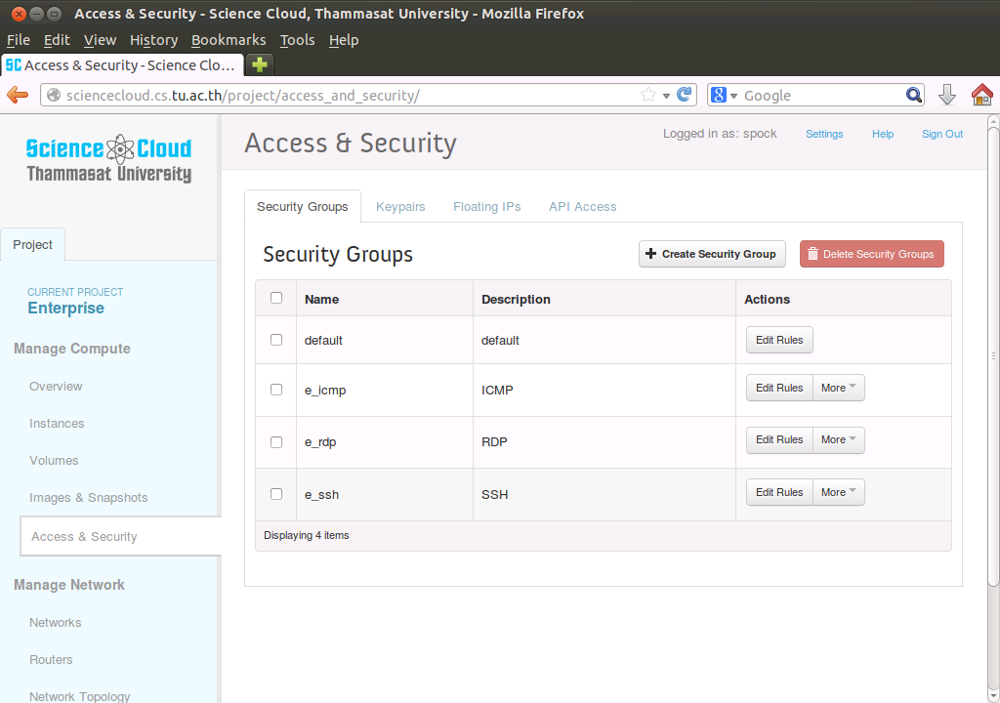 Access & Security - Science Cloud, Thammasat University - Mozilla Firefox
File Edit View History Bookmarks Tools Help
SC Access & Security - Science Clo...
sciencecloud.cs.tu.ac.th/project/access_and_security/
8 Google
Science Cloud
Thammasat University
Access & Security
Logged in as: spock Settings Help Sign Out
Project
CURRENT PROJECT
Enterprise
Manage Compute
Overview
Instances
Volumes
Images & Snapshots
Access & Security
Manage Network
Networks
Routers
Network Topology
Security Groups Keypairs Floating IPs API Access
Security Groups
Create Security Group Delete Security Groups
Name Description Actions
default default Edit Rules
e_icmp ICMP Edit Rules More
e_rdp RDP Edit Rules More
e_ssh SSH Edit Rules More
Displaying 4 items